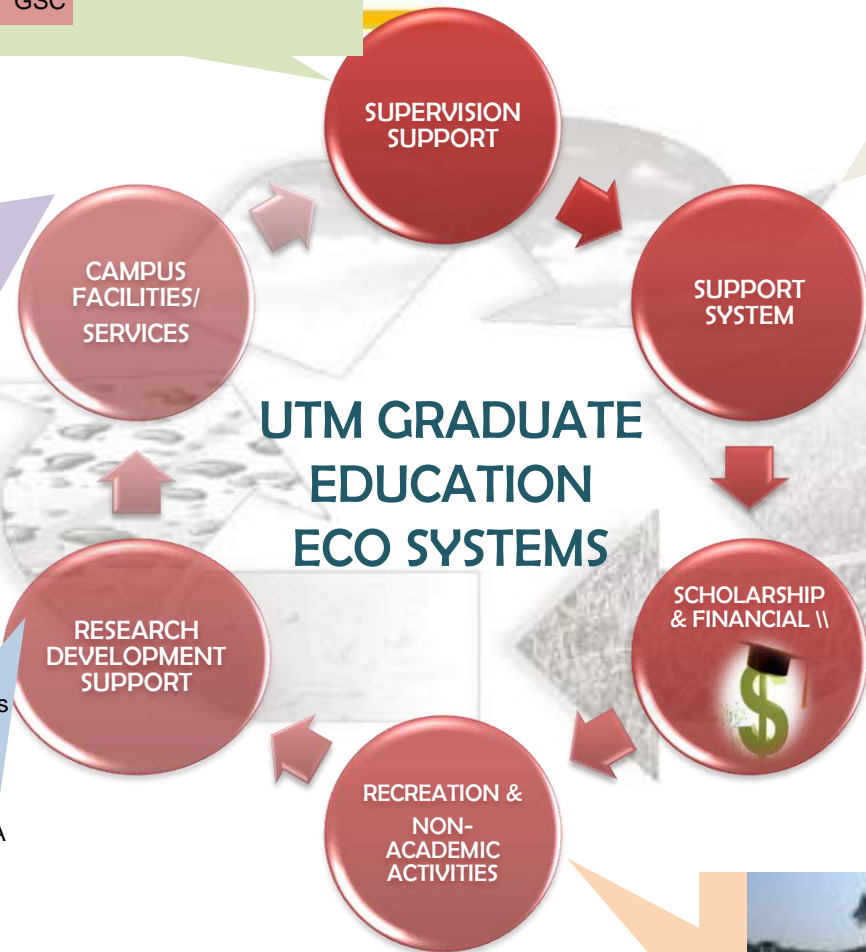 GSC
SUPERVISION
SUPPORT
SUPPORT
SYSTEM
SCHOLARSHIP
& FINANCIAL \\
$
RECREATION &
NON-
ACADEMIC
ACTIVITIES
RESEARCH
DEVELOPMENT
SUPPORT
CAMPUS
FACILITIES/
SERVICES
UTM GRADUATE
EDUCATION
ECO SYSTEMS
s
A